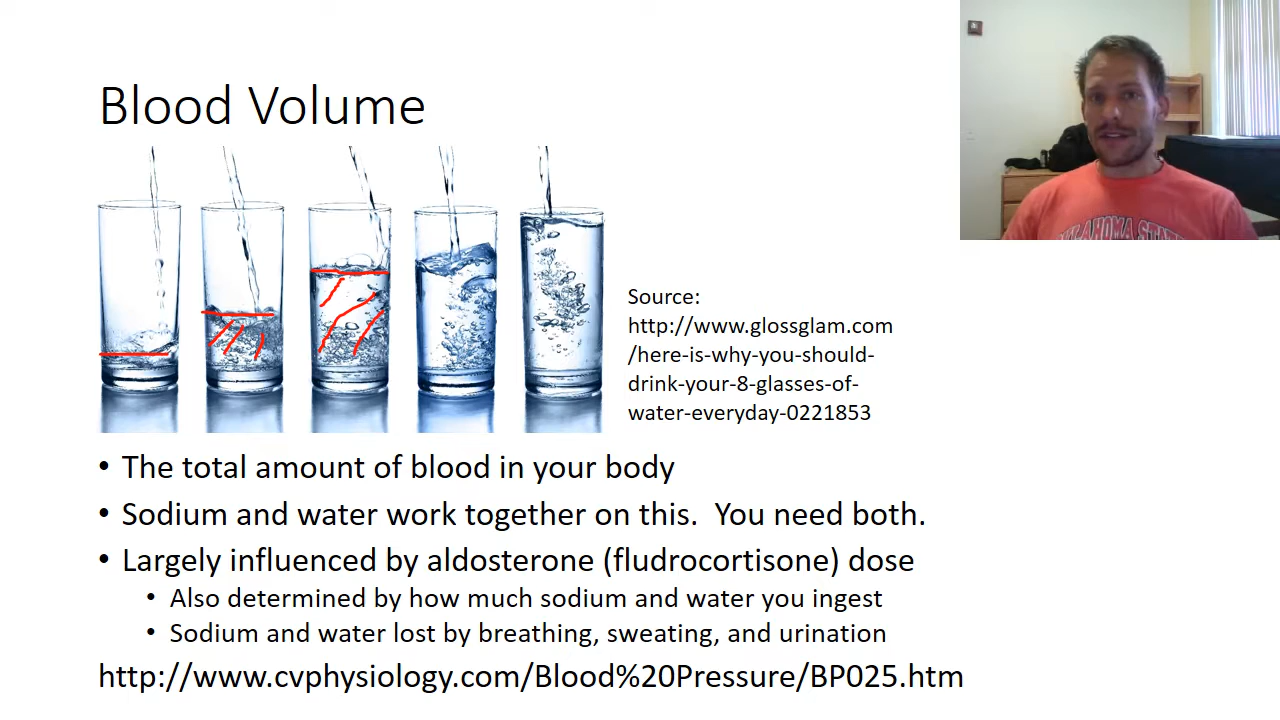 Blood Volume
OKLAHOMA STATE
Source:
http://www.glossglam.com
/here-is-why-you-should-
drink-your-8-glasses-of-
water-everyday-0221853
• The total amount of blood in your body
• Sodium and water work together on this.  You need both.
• Largely influenced by aldosterone (fludrocortisone) dose
• Also determined by how much sodium and water you ingest
• Sodium and water lost by breathing, sweating, and urination
http://www.cvphysiology.com/Blood%20Pressure/BP025.htm